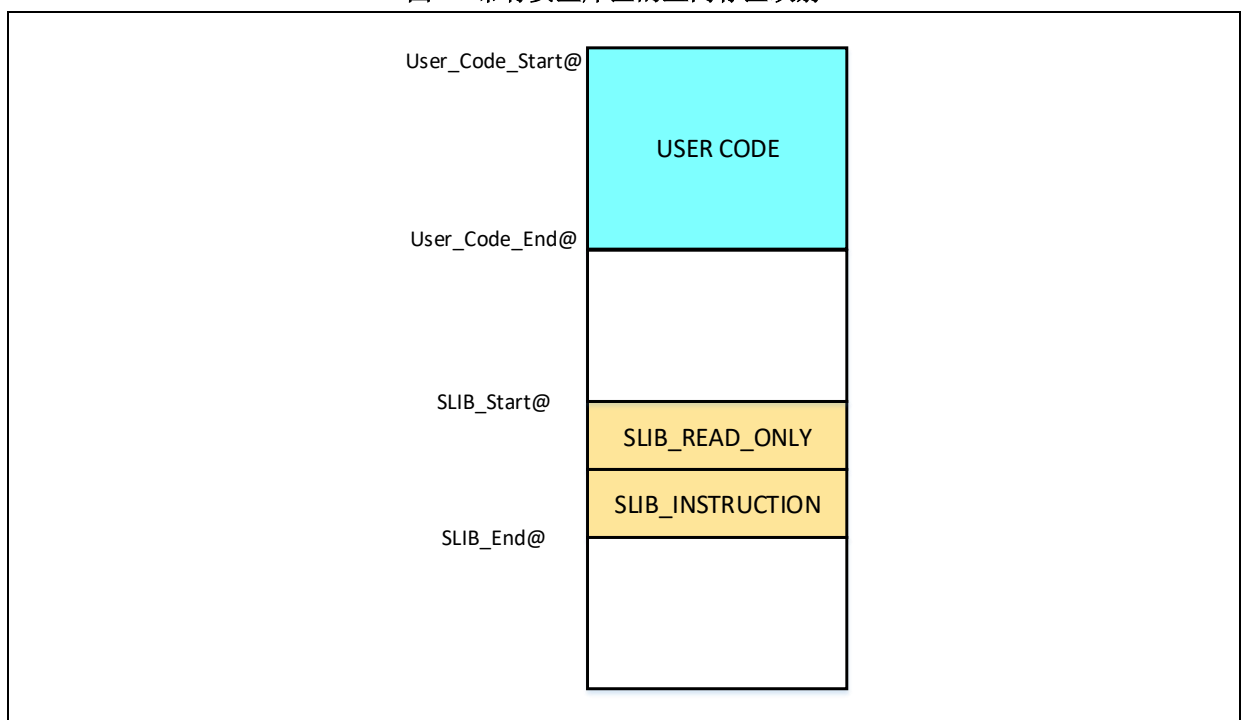 User_Code_Start@
USER CODE
User_Code_End@
SLIB_Start@
SLIB_READ_ONLY
SLIB_INSTRUCTION
SLIB_End@